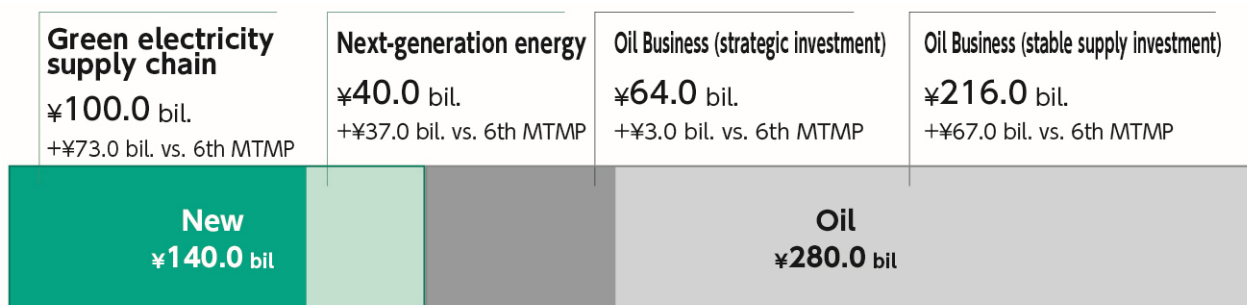 Green electricity
supply chain
¥100.0 bil.
+¥73.0 bil. vs. 6th MTMP
Next-generation energy
¥40.0 bil.
+¥37.0 bil. vs. 6th MTMP
Oil Business (strategic investment)
¥64.0 bil.
+¥3.0 bil. vs. 6th MTMP
Oil Business (stable supply investment)
¥216.0 bil.
+¥67.0 bil. vs. 6th MTMP
New
¥140.0 bil
Oil
¥280.0 bil